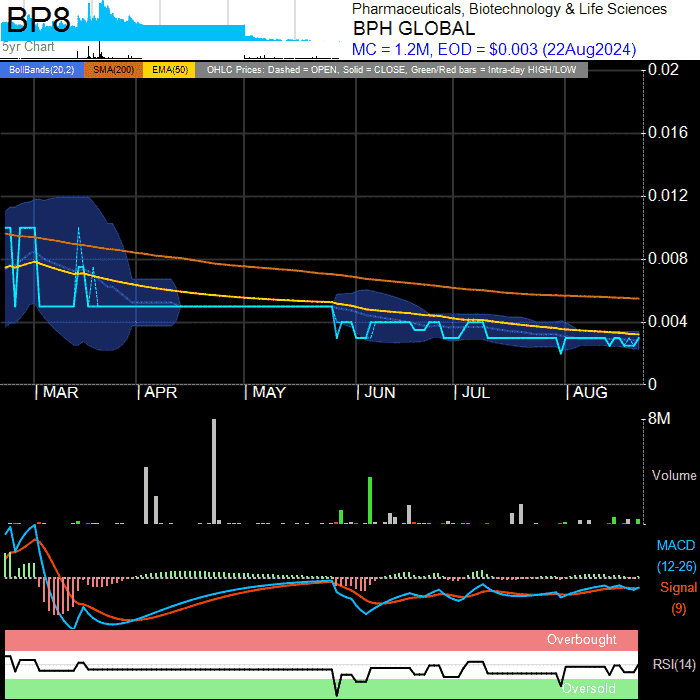 BP8
5yr Chart
Pharmaceuticals, Biotechnology & Life Sciences
BPH GLOBAL
MC = 1.2M, EOD = $0.003 (22Aug2024)
BollBands(20,2) SMA(200) EMA(50) OHLC Prices: Dashed = OPEN, Solid = CLOSE, Green/Red bars = Intra-day HIGH/LOW
0.02
0.016
0.012
0.008
0.004
0
| MAR | APR | MAY | JUN | JUL | AUG
8M
Volume
MACD
(12-26)
Signal
(9)
Overbought
RSI(14)
Oversold